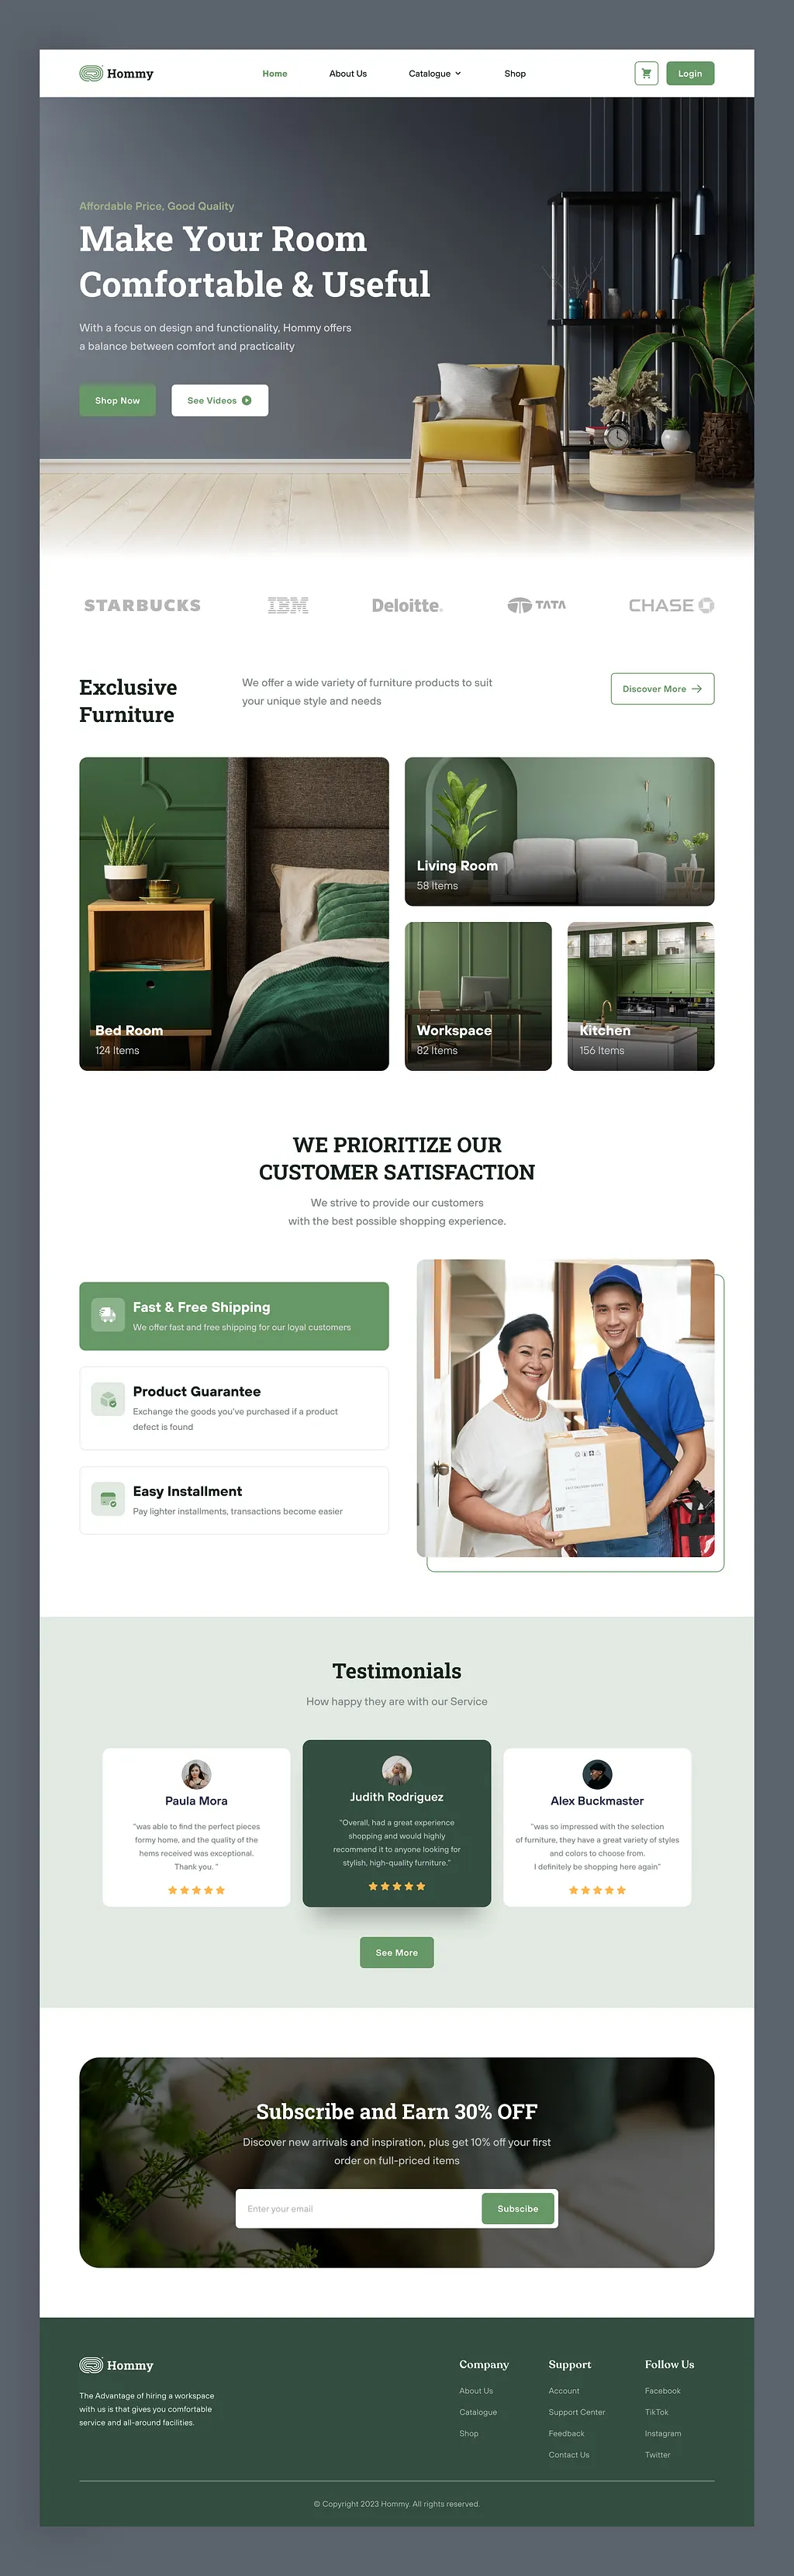 Hommy
Home
About Us
Catalogue
Shop
Login
Affordable Price, Good Quality
Make Your Room
Comfortable & Useful
With a focus on design and functionality, Hommy offers
a balance between comfort and practicality
Shop Now
See Videos
STARBUCKS
IBM
Deloitte.
TATA
CHASE
Exclusive
Furniture
We offer a wide variety of furniture products to suit
your unique style and needs
Discover More
Bed Room
124 Items
Living Room
58 Items
Workspace
82 Items
Kitchen
156 Items
WE PRIORITIZE OUR
CUSTOMER SATISFACTION
We strive to provide our customers
with the best possible shopping experience.
Fast & Free Shipping
We offer fast and free shipping for our loyal customers
Product Guarantee
Exchange the goods you've purchased if a product
defect is found
Easy Installment
Pay lighter installments, transactions become easier
SHIP
TO:
Testimonials
How happy they are with our Service
Paula Mora
"was able to find the perfect pieces
formy home, and the quality of the
hems received was exceptional.
Thank you. "
Judith Rodriguez
"Overall, had a great experience
shopping and would highly
recommend it to anyone looking for
stylish, high-quality furniture."
Alex Buckmaster
"was so impressed with the selection
of furniture, they have a great variety of styles
and colors to choose from.
I definitely be shopping here again"
See More
Subscribe and Earn 30% OFF
Discover new arrivals and inspiration, plus get 10% off your first
order on full-priced items
Enter your email
Subscibe
Hommy
The Advantage of hiring a workspace
with us is that gives you comfortable
service and all-around facilities.
Company
About Us
Catalogue
Shop
Support
Account
Support Center
Feedback
Contact Us
Follow Us
Facebook
TikTok
Instagram
Twitter
© Copyright 2023 Hommy. All rights reserved.